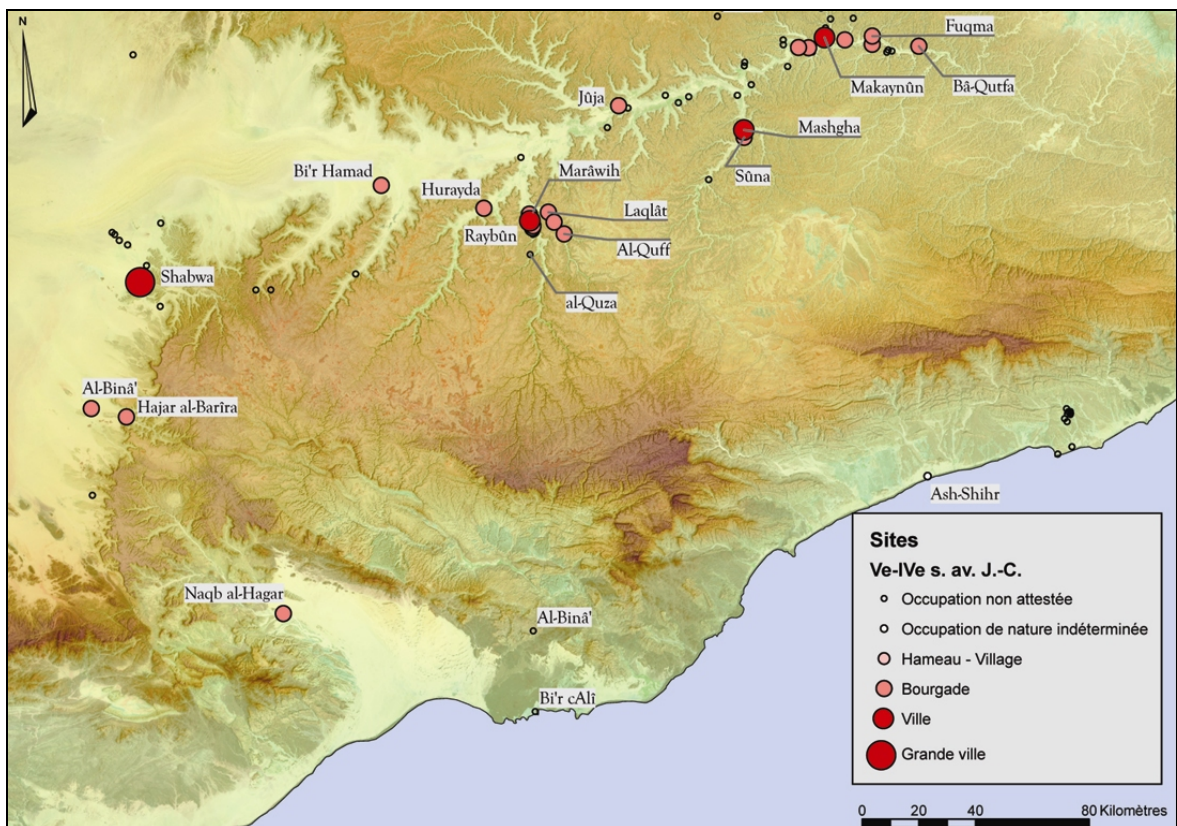 N
Fuqma
Makaynûn
Bâ-Qutfa
Jûja
Mashgha
Sûna
Bi'r Hamad
Hurayda
Marâwih
Laqlât
Raybûn
Al-Quff
Shabwa
al-Quza
Al-Binâ'
Hajar al-Barîra
Ash-Shihr
Naqb al-Hagar
Al-Binâ'
Bi'r cAlî
Sites
Ve-IVe s. av. J.-C.
Occupation non attestée
Occupation de nature indéterminée
Hameau - Village
Bourgade
Ville
Grande ville
0 20 40 80 Kilomètres